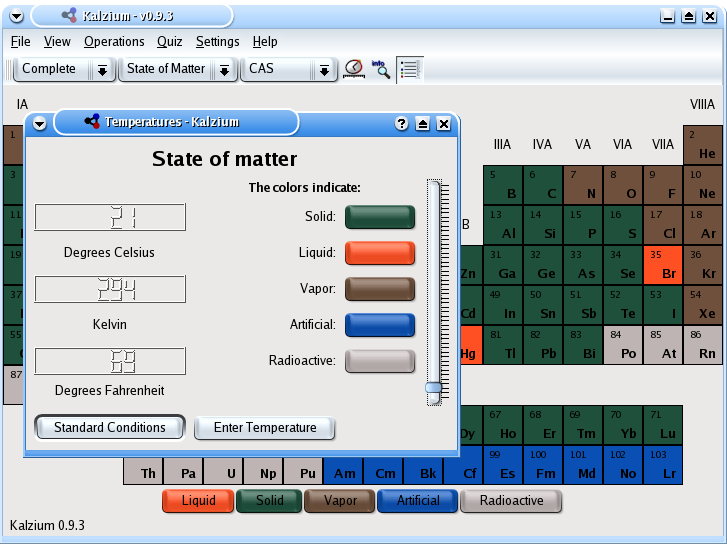 Kalzium - v0.9.3
File View Operations Quiz Settings Help
Complete State of Matter CAS info
IA VIIIA
Temperatures - Kalzium ?
State of matter
The colors indicate:
Solid:
21
Degrees Celsius
Liquid:
294
Vapor:
Kelvin
Artificial:
69
Radioactive:
Degrees Fahrenheit
Standard Conditions Enter Temperature
1 2 He
IIIA IVA VA VIA VIIA
3 5 B 6 C 7 N 8 O 9 F 10 Ne
11 B 13 Al 14 Si 15 P 16 S 17 Cl 18 Ar
19 Zn 31 Ga 32 Ge 33 As 34 Se 35 Br 36 Kr
37 Cd 49 In 50 Sn 51 Sb 52 Te 53 I 54 Xe
55 Hg 81 Tl 82 Pb 83 Bi 84 Po 85 At 86 Rn
87
Dy 67 Ho 68 Er 69 Tm 70 Yb 71 Lu
Th Pa U Np Pu Am Cm Bk Cf 99 Es 100 Fm 101 Md 102 No 103 Lr
Liquid Solid Vapor Artificial Radioactive
Kalzium 0.9.3